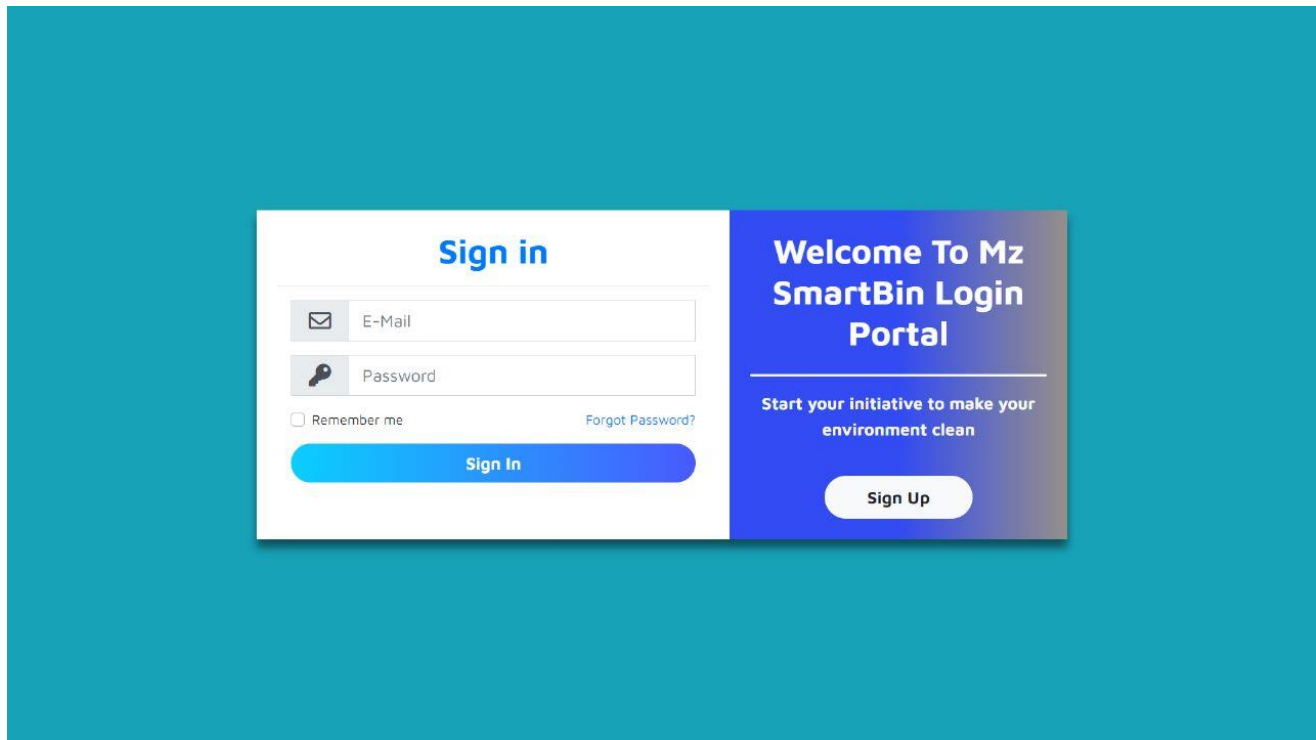 Sign in
E-Mail
Password
Remember me
Forgot Password?
Sign In
Welcome To Mz
SmartBin Login
Portal
Start your initiative to make your
environment clean
Sign Up